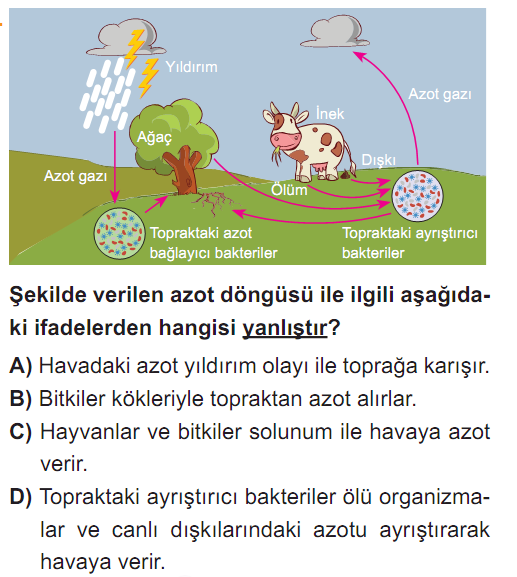 Yıldırım
Azot gazı
Ağaç
İnek
Azot gazı
Dışkı
Ölüm
Topraktaki azot
bağlayıcı bakteriler
Topraktaki ayrıştırıcı
bakteriler
Şekilde verilen azot döngüsü ile ilgili aşağıda-
ki ifadelerden hangisi yanlıştır?
A) Havadaki azot yıldırım olayı ile toprağa karışır.
B) Bitkiler kökleriyle topraktan azot alırlar.
C) Hayvanlar ve bitkiler solunum ile havaya azot
verir.
D) Topraktaki ayrıştırıcı bakteriler ölü organizma-
lar ve canlı dışkılarındaki azotu ayrıştırarak
havaya verir.